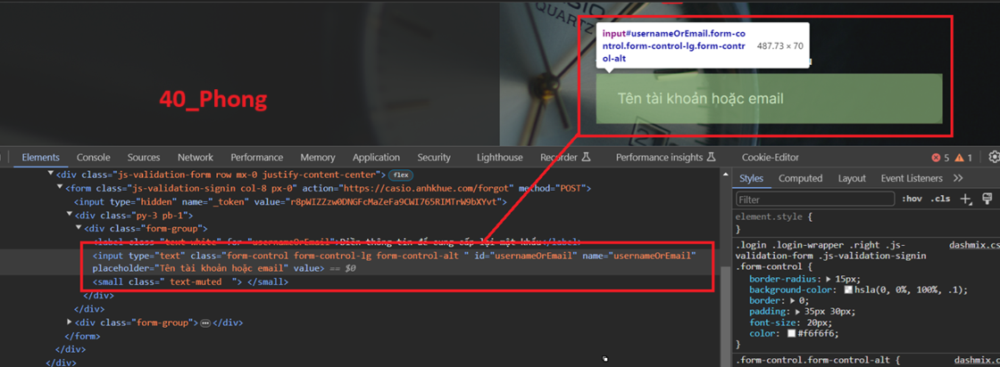 CASIO
QUARTZ
input#usernameOrEmail.form-co
ntrol.form-control-lg.form-contr
ol-alt
487.73 × 70
40_Phong
Tên tài khoản hoặc email
Elements Console Sources Network Performance Memory Application Security Lighthouse Recorder Performance insights Cookie-Editor 5 1
<div class="js-validation-form row mx-0 justify-content-center"> flex
<form class="js-validation-signin col-8 px-0" action="https://casio.anhkhue.com/forgot" method="POST">
<input type="hidden" name="_token" value="r8pWIZZzw0DNGFcMaZeFa9CWI765RIMTrW9bXYvt">
<div class="py-3 pb-1">
<div class="form-group">
<label class="text-white" for="usernameOrEmail">Điền thông tin để cung cấp lại mật khẩu</label>
<input type="text" class="form-control form-control-lg form-control-alt " id="usernameOrEmail" name="usernameOrEmail"
placeholder="Tên tài khoản hoặc email" value> == $0
<small class=" text-muted  "> </small>
</div>
</div>
<div class="form-group"> … </div>
</form>
</div>
</div>
Styles Computed Layout Event Listeners
Filter :hov .cls
element.style {
}
.login .login-wrapper .right .js- dashmix.cs
validation-form .js-validation-signin
.form-control {
border-radius: 15px;
background-color: hsla(0, 0%, 100%, .1);
border: 0;
padding: 35px 30px;
font-size: 20px;
color: #f6f6f6;
}
.form-control.form-control-alt { dashmix.cs